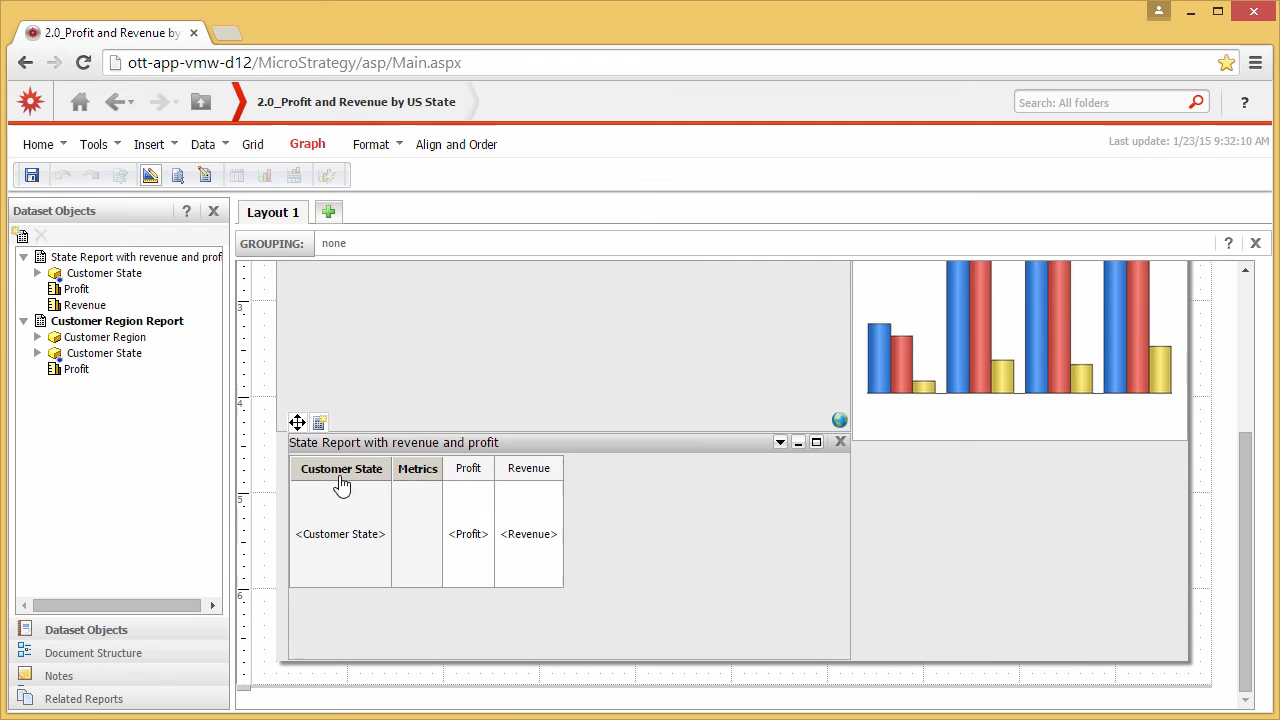 2.0_Profit and Revenue by
ott-app-vmw-d12/MicroStrategy/asp/Main.aspx
2.0_Profit and Revenue by US State
Search: All folders
?
Home Tools Insert Data Grid Graph Format Align and Order
Last update: 1/23/15 9:32:10 AM
Dataset Objects ?
Layout 1
GROUPING: none ?
State Report with revenue and prof
Customer State
Profit
Revenue
Customer Region Report
Customer Region
Customer State
Profit
3
4
5
6
State Report with revenue and profit
Customer State Metrics Profit Revenue
<Customer State> <Profit> <Revenue>
Dataset Objects
Document Structure
Notes
Related Reports